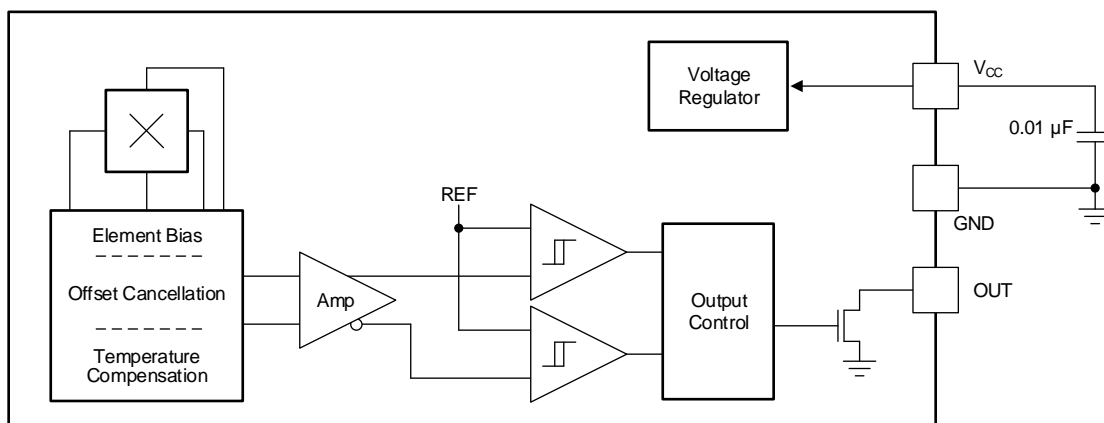 Voltage
Regulator
VCC
0.01 µF
REF
GND
Element Bias
Offset Cancellation
Temperature
Compensation
Amp
Output
Control
OUT